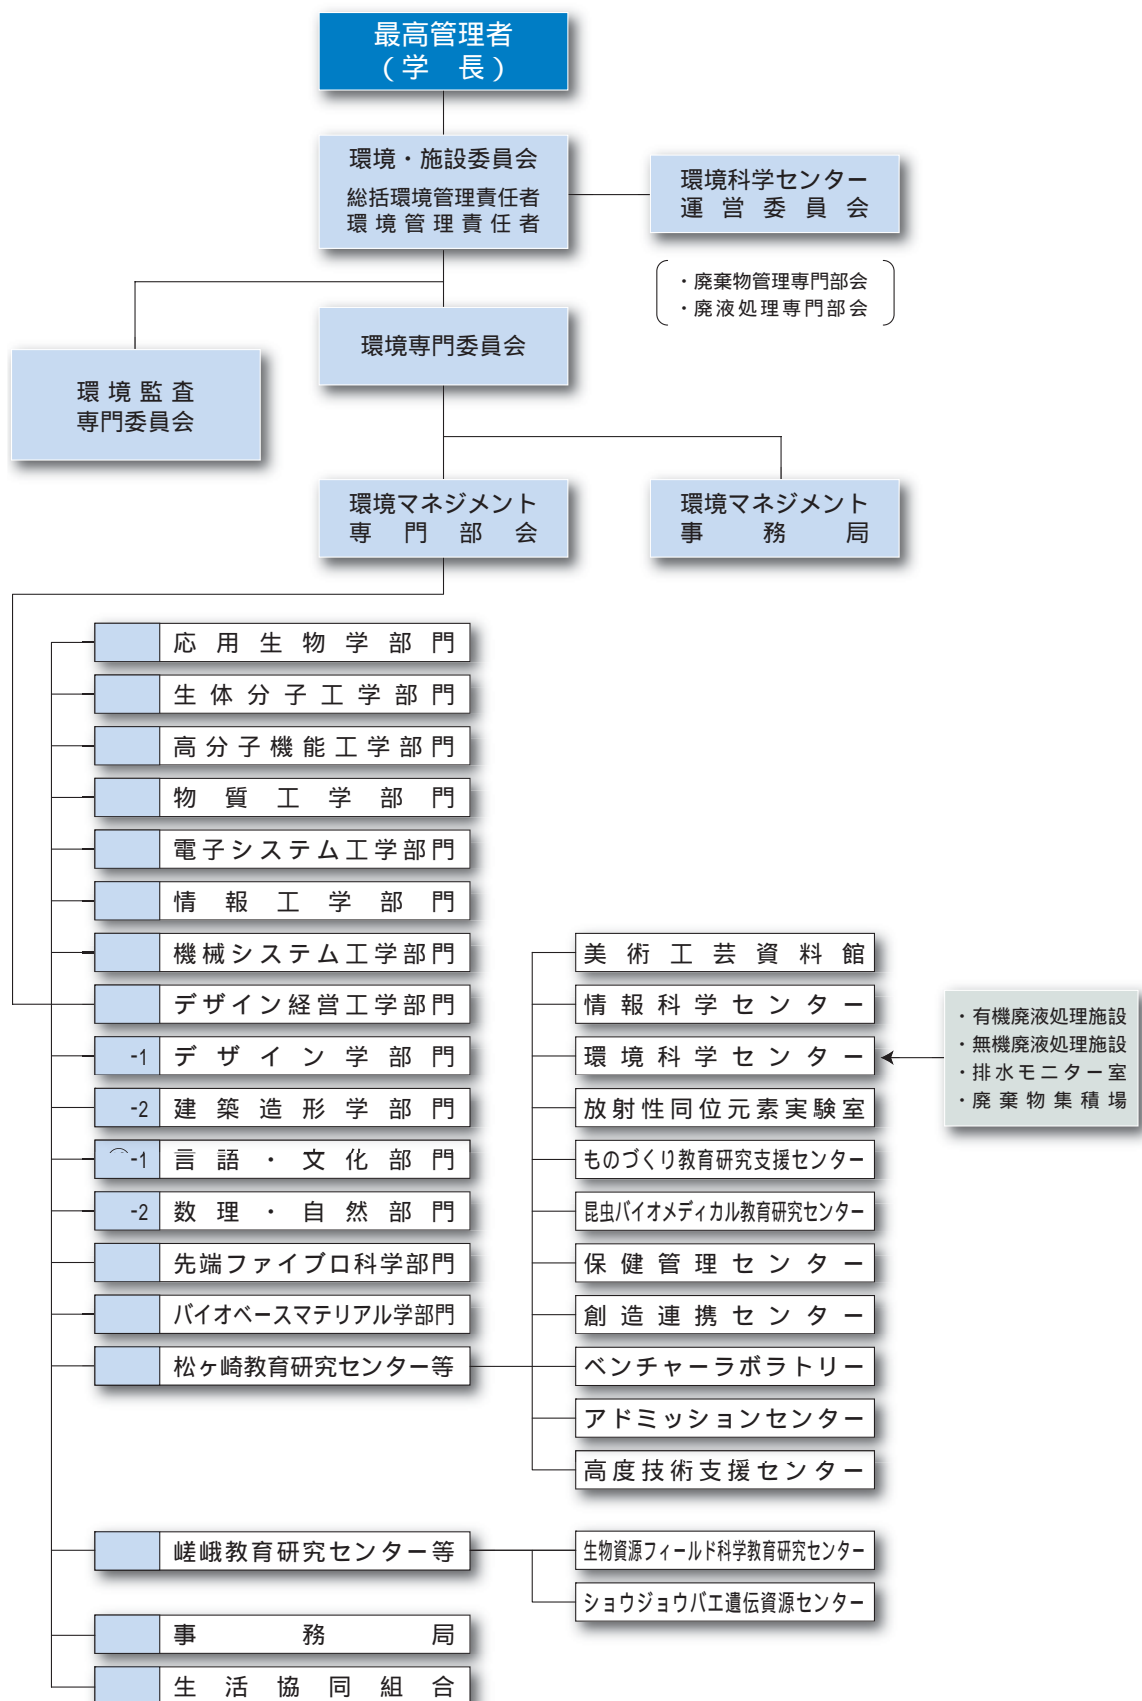 最高管理者
（学　長）
環境・施設委員会
総括環境管理責任者
環境管理責任者
環境科学センター
運営委員会
・廃棄物管理専門部会
・廃液処理専門部会
環境専門委員会
環境監査
専門委員会
環境マネジメント
専門部会
環境マネジメント
事務局
応用生物学部門
生体分子工学部門
高分子機能工学部門
物質工学部門
電子システム工学部門
情報工学部門
機械システム工学部門
デザイン経営工学部門
-1 デザイン学部門
-2 建築造形学部門
⌒-1 言語・文化部門
-2 数理・自然部門
先端ファイブロ科学部門
バイオベースマテリアル学部門
松ヶ崎教育研究センター等
美術工芸資料館
情報科学センター
環境科学センター
放射性同位元素実験室
ものづくり教育研究支援センター
昆虫バイオメディカル教育研究センター
保健管理センター
創造連携センター
ベンチャーラボラトリー
アドミッションセンター
高度技術支援センター
・有機廃液処理施設
・無機廃液処理施設
・排水モニター室
・廃棄物集積場
嵯峨教育研究センター等
生物資源フィールド科学教育研究センター
ショウジョウバエ遺伝資源センター
事務局
生活協同組合